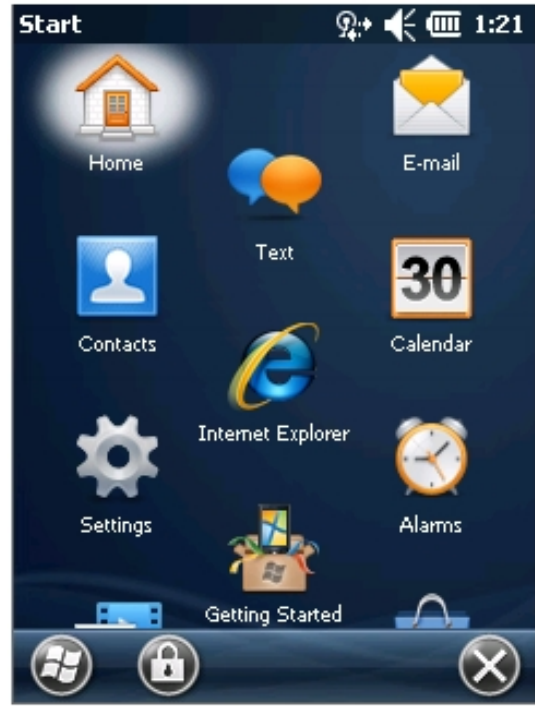 Start 1:21
Home
E-mail
Text
Contacts
30
Calendar
Internet Explorer
Settings
Alarms
Getting Started